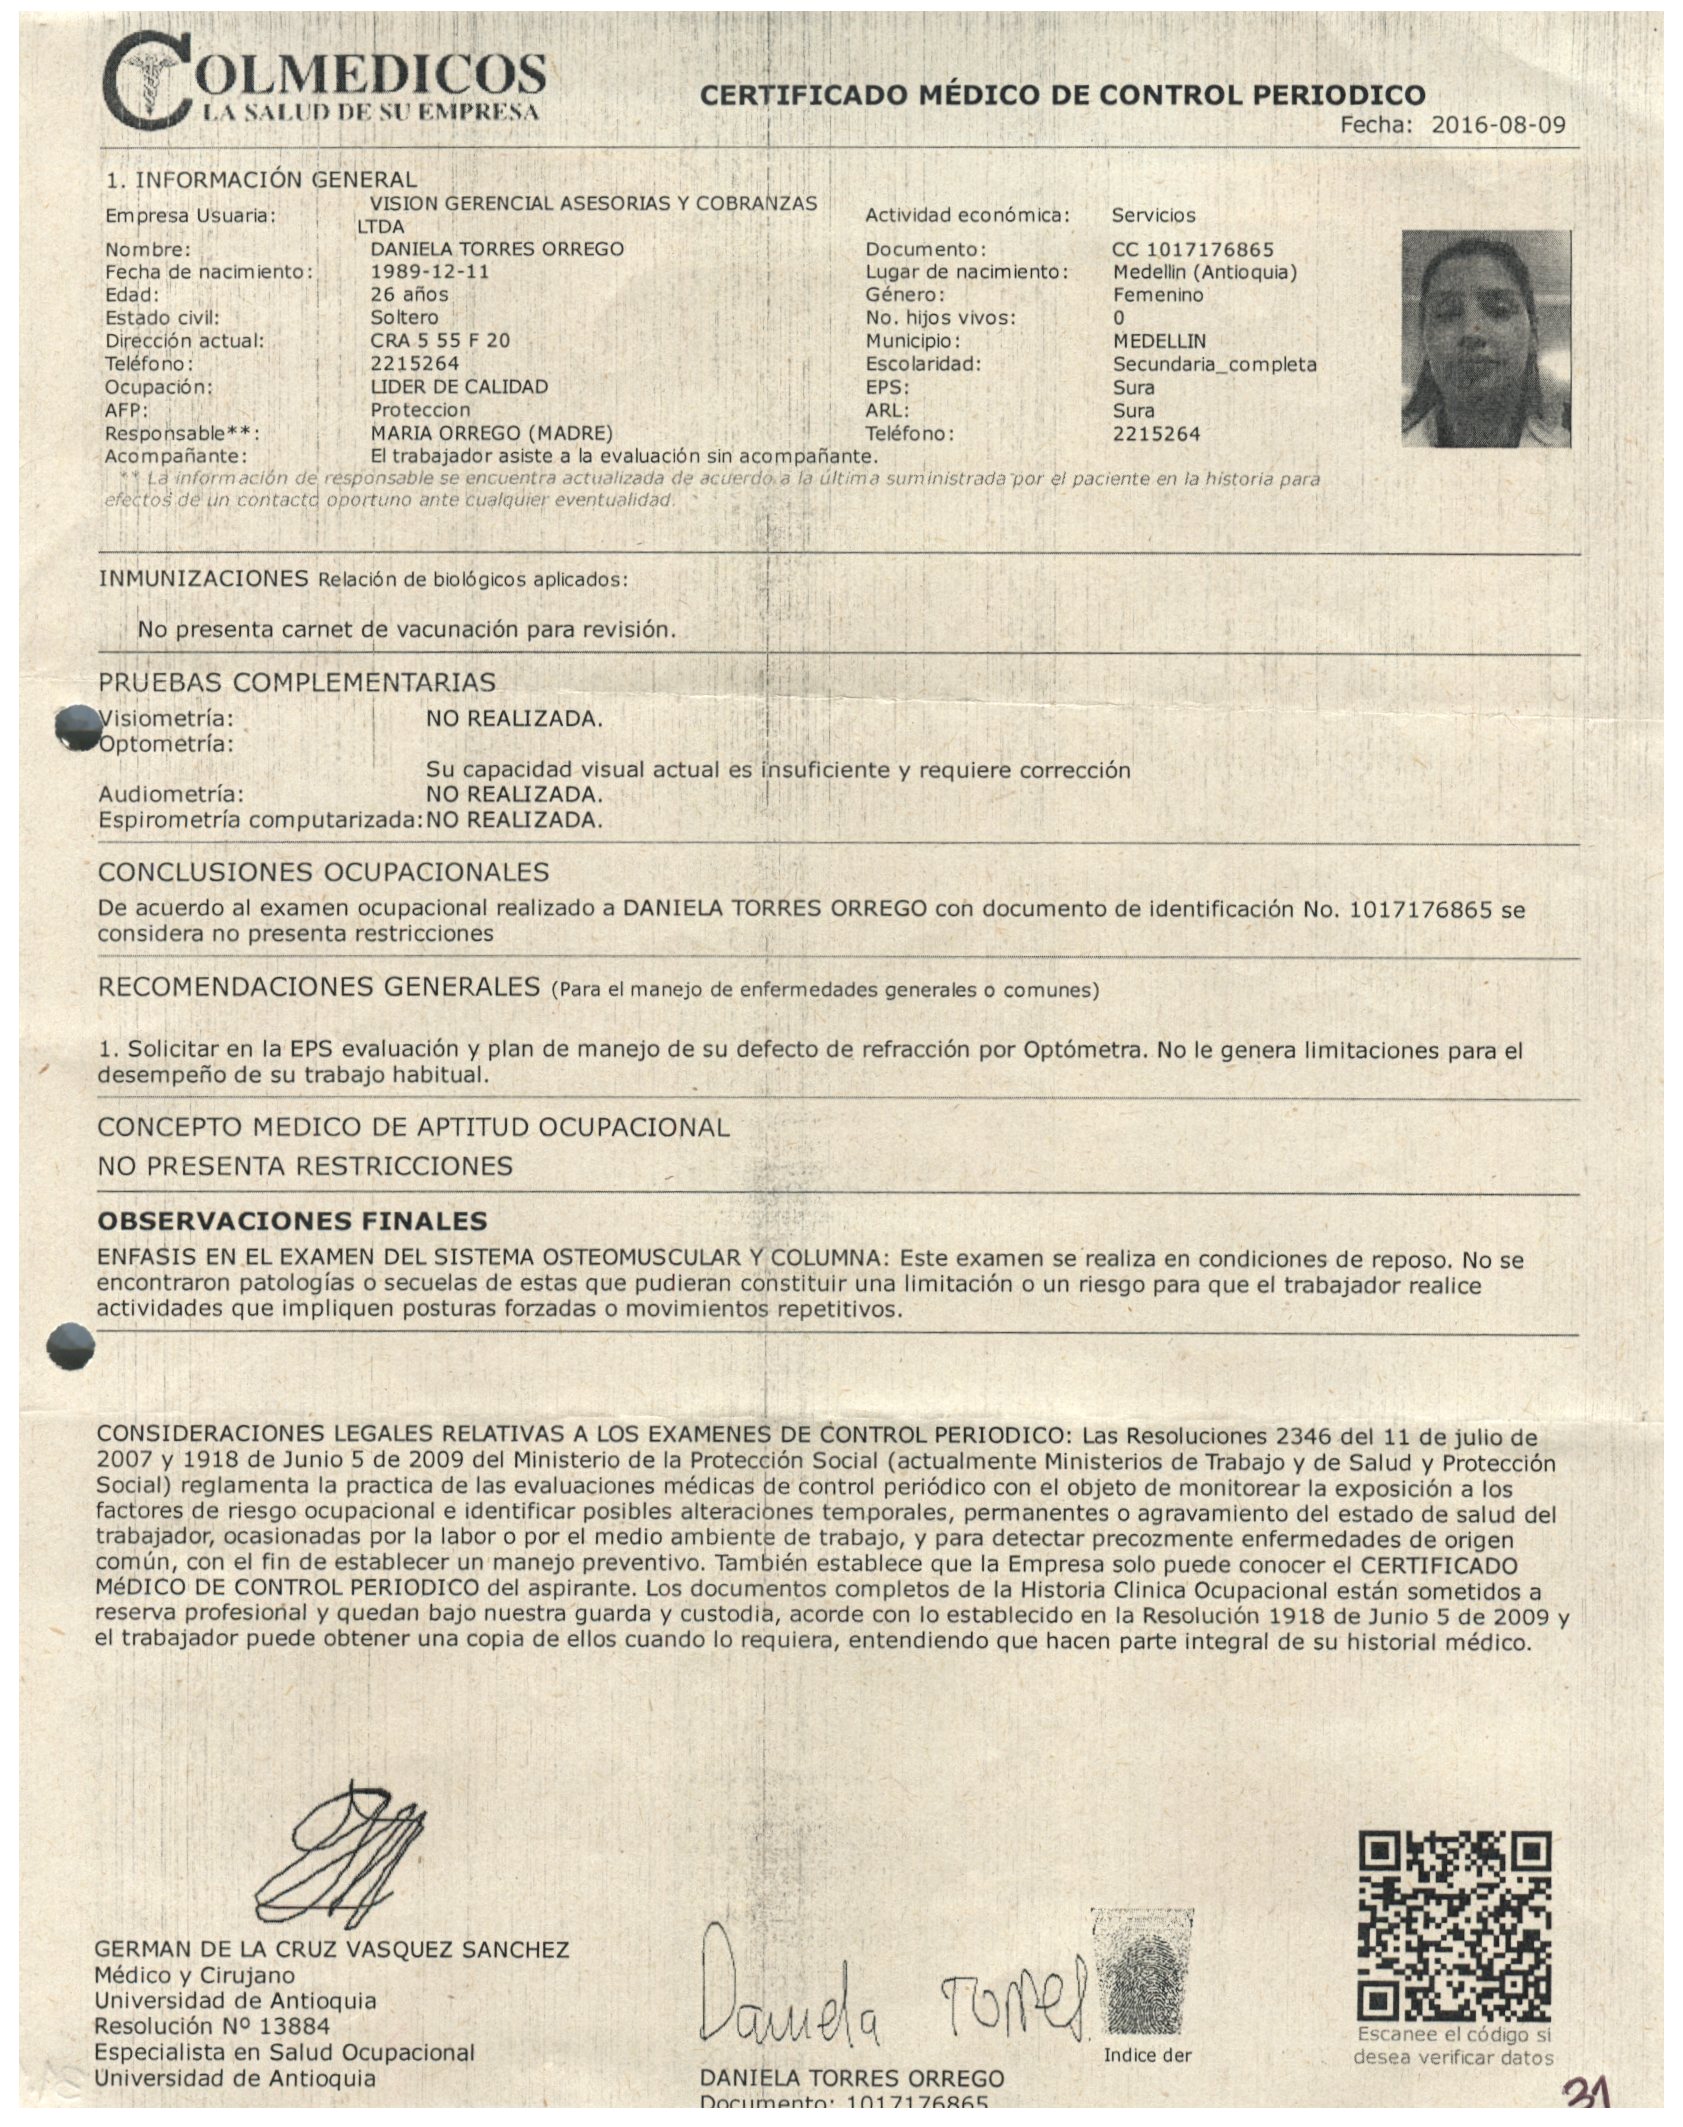 COLMEDICOS
LA SALUD DE SU EMPRESA
CERTIFICADO MÉDICO DE CONTROL PERIODICO
Fecha: 2016-08-09
1. INFORMACIÓN GENERAL
Empresa Usuaria: VISION GERENCIAL ASESORIAS Y COBRANZAS LTDA Actividad económica: Servicios
Nombre: DANIELA TORRES ORREGO Documento: CC 1017176865
Fecha de nacimiento: 1989-12-11 Lugar de nacimiento: Medellin (Antioquia)
Edad: 26 años Género: Femenino
Estado civil: Soltero No. hijos vivos: 0
Dirección actual: CRA 5 55 F 20 Municipio: MEDELLIN
Teléfono: 2215264 Escolaridad: Secundaria_completa
Ocupación: LIDER DE CALIDAD EPS: Sura
AFP: Proteccion ARL: Sura
Responsable**: MARIA ORREGO (MADRE) Teléfono: 2215264
Acompañante: El trabajador asiste a la evaluación sin acompañante.
** La información de responsable se encuentra actualizada de acuerdo a la última suministrada por el paciente en la historia para
efectos de un contacto oportuno ante cualquier eventualidad.
INMUNIZACIONES Relación de biológicos aplicados:
No presenta carnet de vacunación para revisión.
PRUEBAS COMPLEMENTARIAS
Visiometría: NO REALIZADA.
Optometría:
Su capacidad visual actual es insuficiente y requiere corrección
Audiometría: NO REALIZADA.
Espirometría computarizada: NO REALIZADA.
CONCLUSIONES OCUPACIONALES
De acuerdo al examen ocupacional realizado a DANIELA TORRES ORREGO con documento de identificación No. 1017176865 se
considera no presenta restricciones
RECOMENDACIONES GENERALES (Para el manejo de enfermedades generales o comunes)
1. Solicitar en la EPS evaluación y plan de manejo de su defecto de refracción por Optómetra. No le genera limitaciones para el
desempeño de su trabajo habitual.
CONCEPTO MEDICO DE APTITUD OCUPACIONAL
NO PRESENTA RESTRICCIONES
OBSERVACIONES FINALES
ENFASIS EN EL EXAMEN DEL SISTEMA OSTEOMUSCULAR Y COLUMNA: Este examen se realiza en condiciones de reposo. No se
encontraron patologías o secuelas de estas que pudieran constituir una limitación o un riesgo para que el trabajador realice
actividades que impliquen posturas forzadas o movimientos repetitivos.
CONSIDERACIONES LEGALES RELATIVAS A LOS EXAMENES DE CONTROL PERIODICO: Las Resoluciones 2346 del 11 de julio de
2007 y 1918 de Junio 5 de 2009 del Ministerio de la Protección Social (actualmente Ministerios de Trabajo y de Salud y Protección
Social) reglamenta la practica de las evaluaciones médicas de control periódico con el objeto de monitorear la exposición a los
factores de riesgo ocupacional e identificar posibles alteraciones temporales, permanentes o agravamiento del estado de salud del
trabajador, ocasionadas por la labor o por el medio ambiente de trabajo, y para detectar precozmente enfermedades de origen
común, con el fin de establecer un manejo preventivo. También establece que la Empresa solo puede conocer el CERTIFICADO
MéDICO DE CONTROL PERIODICO del aspirante. Los documentos completos de la Historia Clinica Ocupacional están sometidos a
reserva profesional y quedan bajo nuestra guarda y custodia, acorde con lo establecido en la Resolución 1918 de Junio 5 de 2009 y
el trabajador puede obtener una copia de ellos cuando lo requiera, entendiendo que hacen parte integral de su historial médico.
GERMAN DE LA CRUZ VASQUEZ SANCHEZ
Médico y Cirujano
Universidad de Antioquia
Resolución Nº 13884
Especialista en Salud Ocupacional
Universidad de Antioquia
Daniela Torres
Indice der
DANIELA TORRES ORREGO
Documento: 1017176865
Escanee el código si
desea verificar datos
31